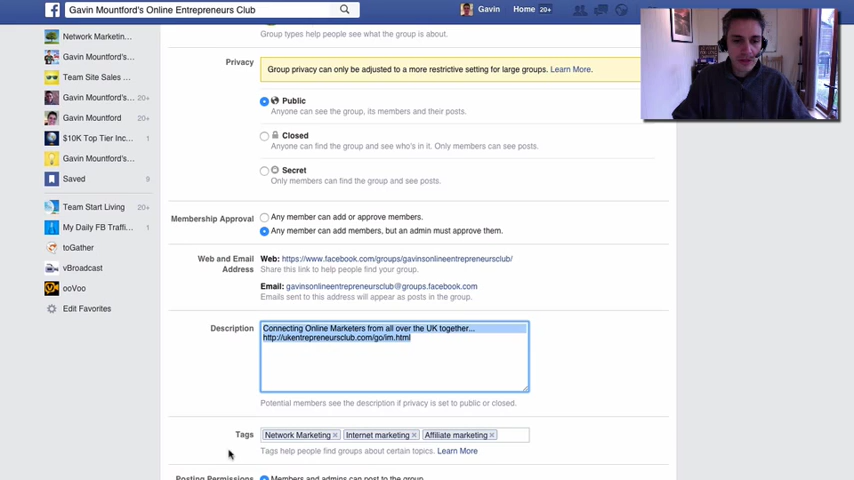 Gavin Mountford's Online Entrepreneurs Club
Gavin
Home 20+
Network Marketin...
Gavin Mountford's...
Team Site Sales ...
Gavin Mountford's... 20+
Gavin Mountford 20+
$10K Top Tier Inc... 1
Gavin Mountford's...
Saved 9
Team Start Living 20+
My Daily FB Traffi... 1
toGather
vBroadcast
ooVoo
Edit Favorites
Group types help people see what the group is about.
Privacy
Group privacy can only be adjusted to a more restrictive setting for large groups. Learn More.
Public
Anyone can see the group, its members and their posts.
Closed
Anyone can find the group and see who's in it. Only members can see posts.
Secret
Only members can find the group and see posts.
Membership Approval
Any member can add or approve members.
Any member can add members, but an admin must approve them.
Web and Email Address
Web: https://www.facebook.com/groups/gavinsonlineentrepreneursclub/
Share this link to help people find your group.
Email: gavinsonlineentrepreneursclub@groups.facebook.com
Emails sent to this address will appear as posts in the group.
Description
Connecting Online Marketers from all over the UK together...
http://ukentrepreneursclub.com/go/im.html
Potential members see the description if privacy is set to public or closed.
Tags
Network Marketing × Internet marketing × Affiliate marketing ×
Tags help people find groups about certain topics. Learn More
Posting Permissions
Members and admins can post to the group.